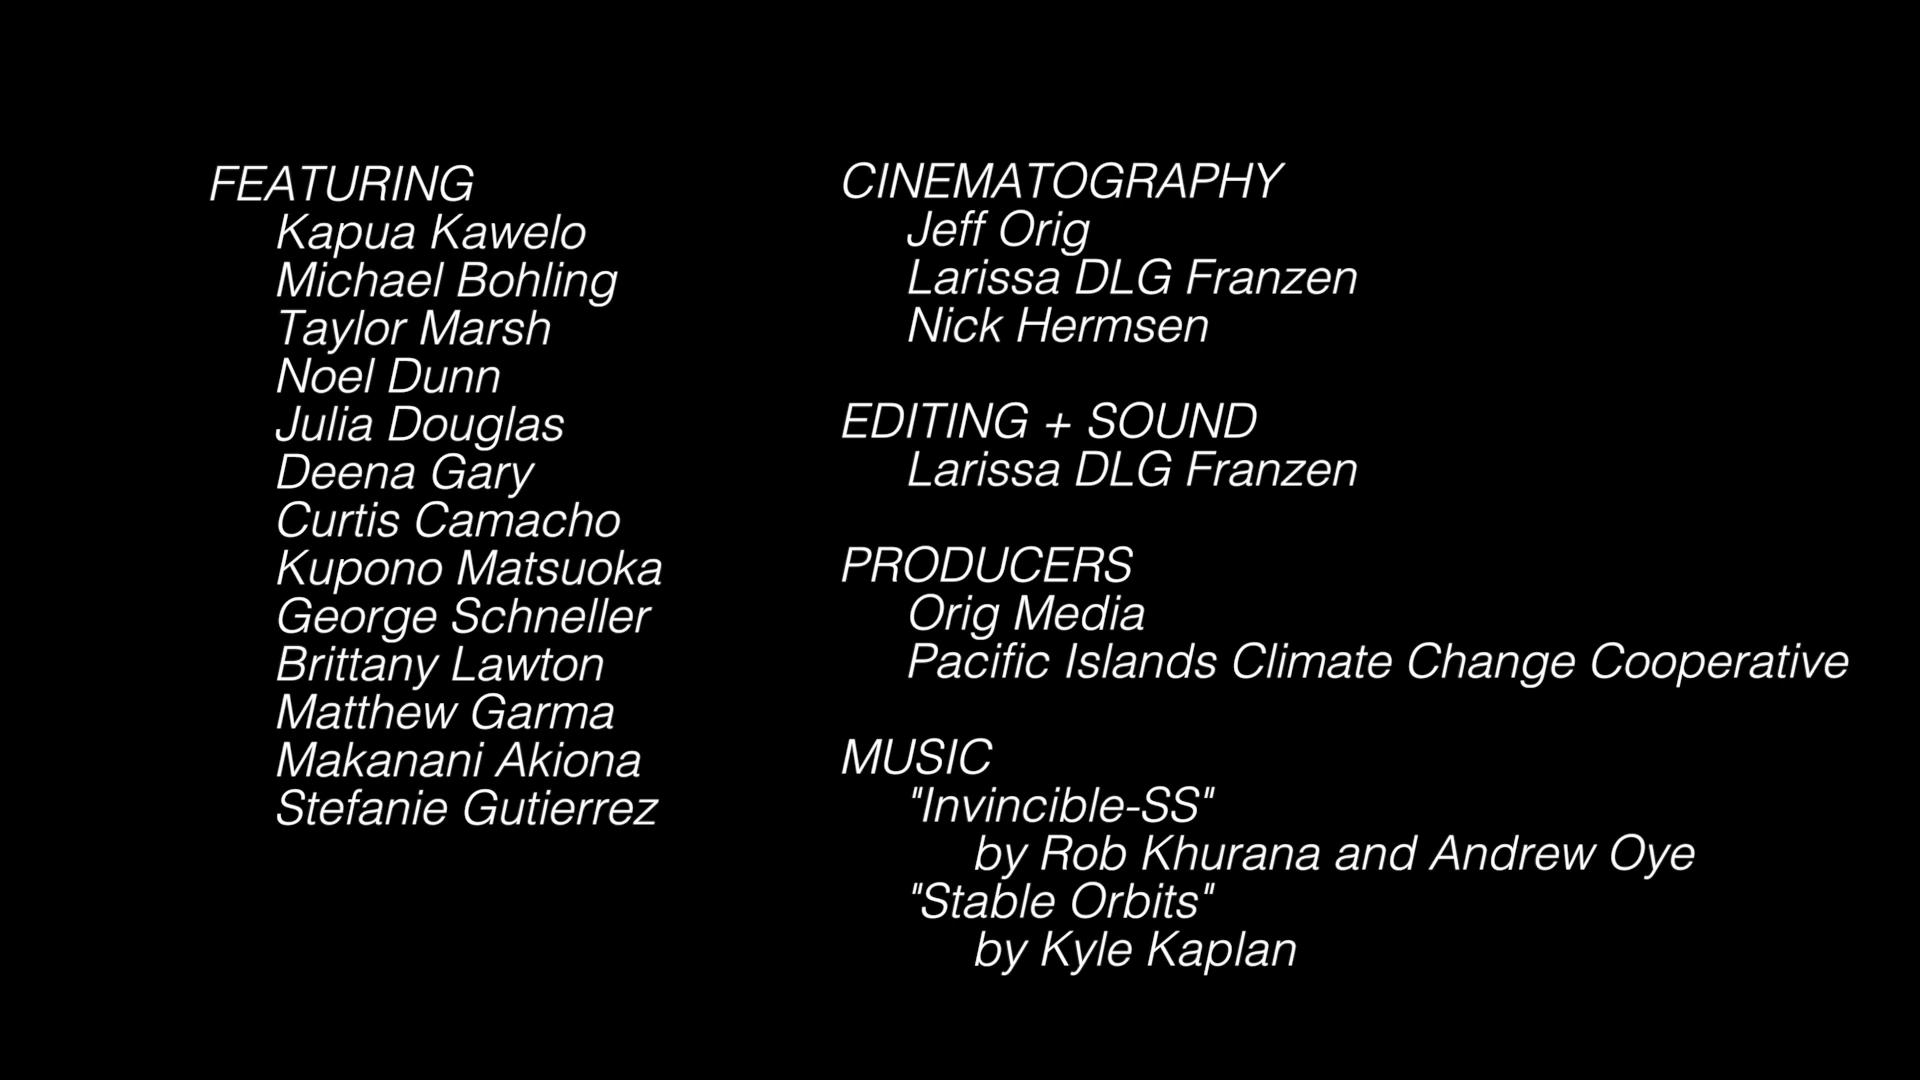 FEATURING
Kapua Kawelo
Michael Bohling
Taylor Marsh
Noel Dunn
Julia Douglas
Deena Gary
Curtis Camacho
Kupono Matsuoka
George Schneller
Brittany Lawton
Matthew Garma
Makanani Akiona
Stefanie Gutierrez
CINEMATOGRAPHY
Jeff Orig
Larissa DLG Franzen
Nick Hermsen
EDITING + SOUND
Larissa DLG Franzen
PRODUCERS
Orig Media
Pacific Islands Climate Change Cooperative
MUSIC
"Invincible-SS"
by Rob Khurana and Andrew Oye
"Stable Orbits"
by Kyle Kaplan